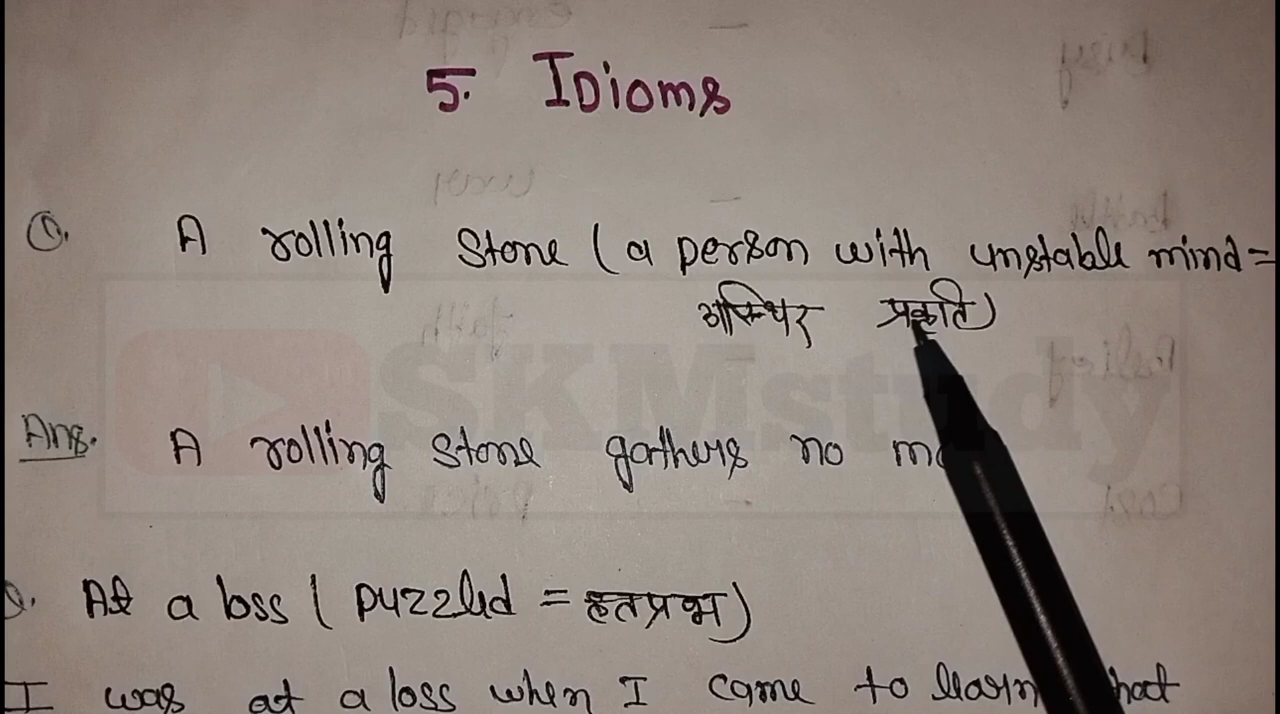 5. IDioms
Q. A rolling stone (a person with unstable mind =
अस्थिर प्रकृति)
SKMstudy
Ans. A rolling stone gathers no
Q. At a loss (puzzled = हतप्रभ)
I was at a loss when I came to learn that